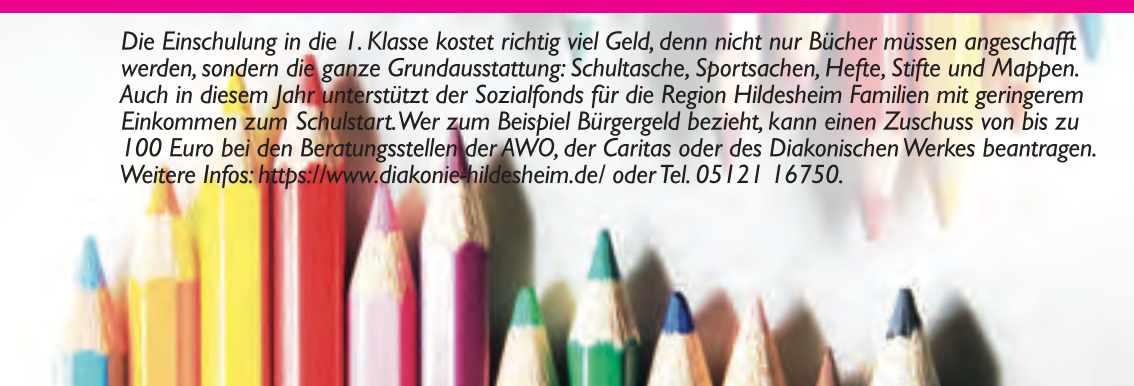 Die Einschulung in die 1. Klasse kostet richtig viel Geld, denn nicht nur Bücher müssen angeschafft
werden, sondern die ganze Grundausstattung: Schultasche, Sportsachen, Hefte, Stifte und Mappen.
Auch in diesem Jahr unterstützt der Sozialfonds für die Region Hildesheim Familien mit geringerem
Einkommen zum Schulstart. Wer zum Beispiel Bürgergeld bezieht, kann einen Zuschuss von bis zu
100 Euro bei den Beratungsstellen der AWO, der Caritas oder des Diakonischen Werkes beantragen.
Weitere Infos: https://www.diakonie-hildesheim.de/ oder Tel. 05121 16750.